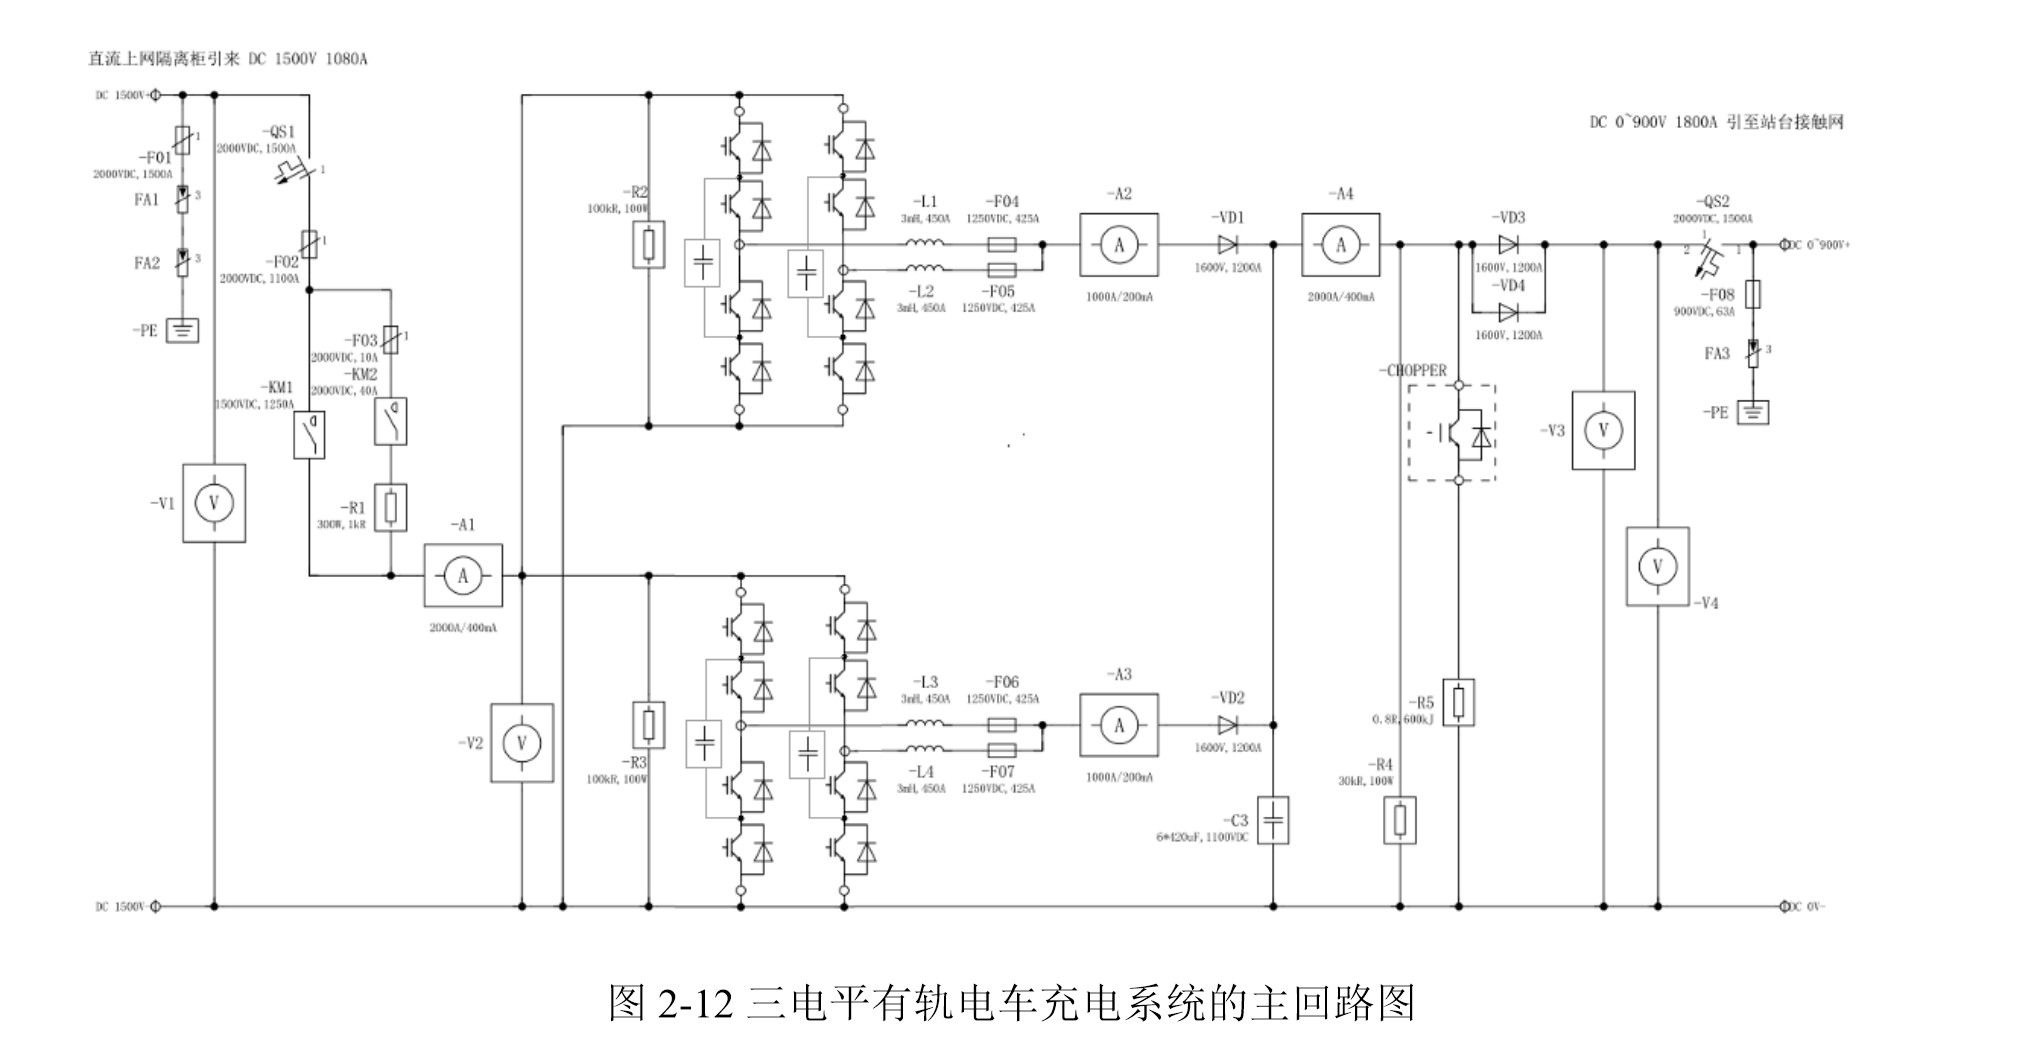 直流上网隔离柜引来 DC 1500V 1080A
DC 1500V+
DC 0~900V 1800A 引至站台接触网
-QS1
2000VDC, 1500A
1
1
-F01
2000VDC, 1500A
FA1
3
FA2
3
-PE
1
-F02
2000VDC, 1100A
-F03
1
2000VDC, 10A
-KM2
2000VDC, 40A
-KM1
1500VDC, 1250A
-V1
V
-R1
300W, 1kR
-A1
A
2000A/400mA
-V2
V
-R2
100kR, 100W
-L1
3mH, 450A
-F04
1250VDC, 425A
-L2
3mH, 450A
-F05
1250VDC, 425A
-A2
A
1000A/200mA
-VD1
1600V, 1200A
-A4
A
2000A/400mA
-VD3
1600V, 1200A
-VD4
1600V, 1200A
-QS2
2000VDC, 1500A
1
2
1
DC 0~900V+
-F08
900VDC, 63A
FA3
3
-PE
-CHOPPER
-V3
V
V
-V4
-R3
100kR, 100W
-L3
3mH, 450A
-F06
1250VDC, 425A
-L4
3mH, 450A
-F07
1250VDC, 425A
-A3
A
1000A/200mA
-VD2
1600V, 1200A
-C3
6*420uF, 1100VDC
-R5
0.8R, 600kJ
-R4
30kR, 100W
DC 1500V-
DC 0V-
图 2-12 三电平有轨电车充电系统的主回路图